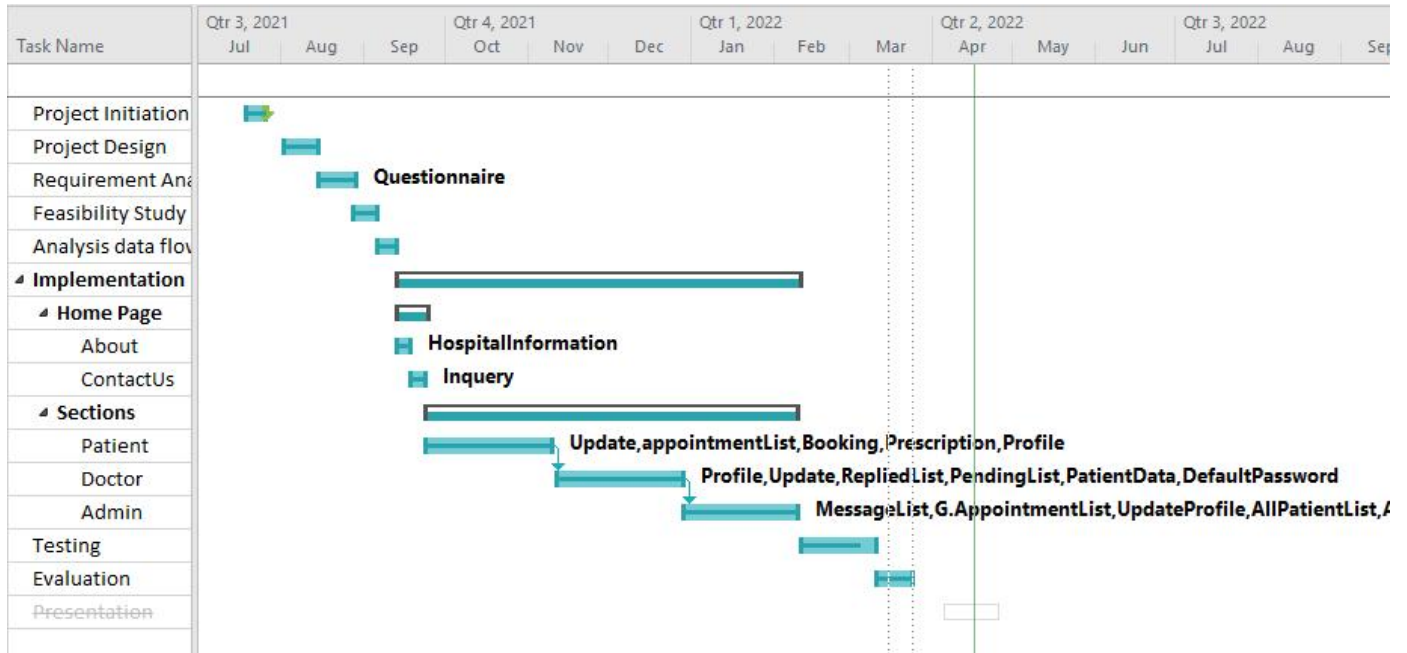 Qtr 3, 2021 Qtr 4, 2021 Qtr 1, 2022 Qtr 2, 2022 Qtr 3, 2022
Task Name Jul Aug Sep Oct Nov Dec Jan Feb Mar Apr May Jun Jul Aug Sep
Project Initiation
Project Design
Requirement Ana Questionnaire
Feasibility Study
Analysis data flow
Implementation
Home Page
About HospitalInformation
ContactUs Inquery
Sections
Patient Update,appointmentList,Booking,Prescription,Profile
Doctor Profile,Update,RepliedList,PendingList,PatientData,DefaultPassword
Admin MessageList,G.AppointmentList,UpdateProfile,AllPatientList,A
Testing
Evaluation
Presentation